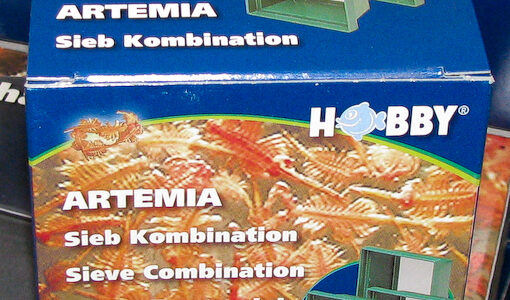 ARTEMIA
Sieb Kombination
HOBBY®
ARTEMIA
Sieb Kombination
Sieve Combination